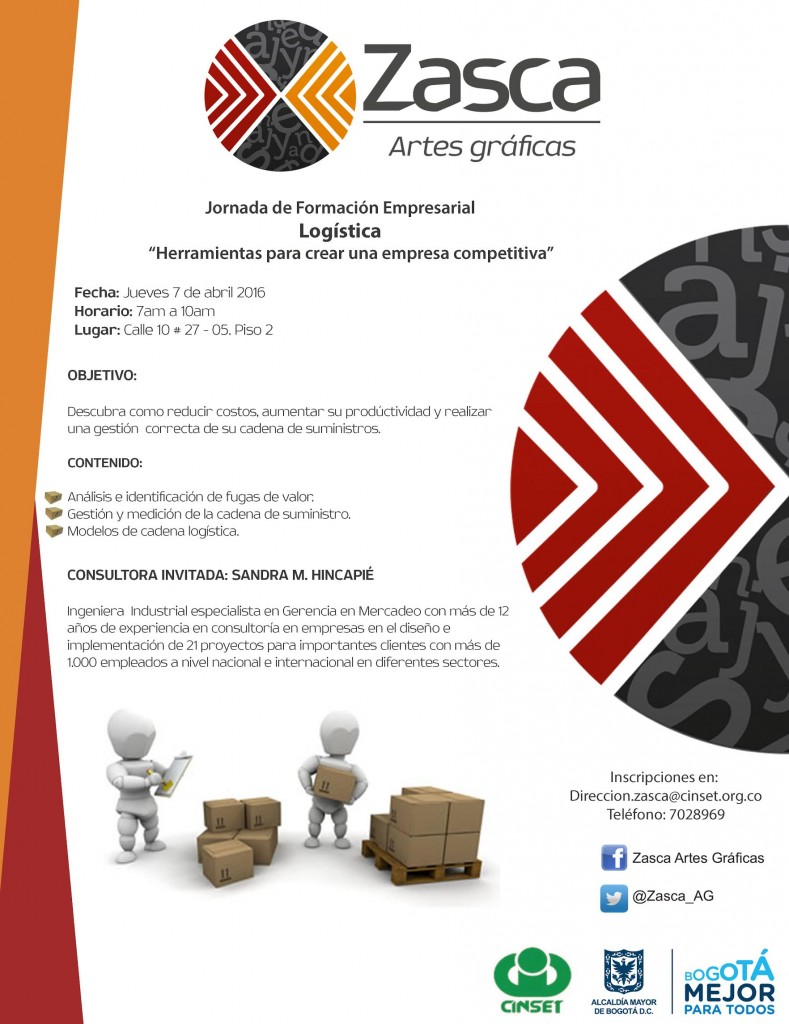 Zasca
Artes gráficas
Jornada de Formación Empresarial
Logística
“Herramientas para crear una empresa competitiva”
Fecha: Jueves 7 de abril 2016
Horario: 7am a 10am
Lugar: Calle 10 # 27 - 05. Piso 2
OBJETIVO:
Descubra como reducir costos, aumentar su prodúctividad y realizar
una gestión correcta de su cadena de suministros.
CONTENIDO:
Análisis e identificación de fugas de valor.
Gestión y medición de la cadena de suministro.
Modelos de cadena logística.
CONSULTORA INVITADA: SANDRA M. HINCAPIÉ
Ingeniera Industrial especialista en Gerencia en Mercadeo con más de 12
años de experiencia en consultoría en empresas en el diseño e
implementación de 21 proyectos para importantes clientes con más de
1.000 empleados a nivel nacional e internacional en diferentes sectores.
Inscripciones en:
Direccion.zasca@cinset.org.co
Teléfono: 7028969
Zasca Artes Gráficas
@Zasca_AG
CINSET
ALCALDÍA MAYOR
DE BOGOTÁ D.C.
BOGOTÁ
MEJOR
PARA TODOS